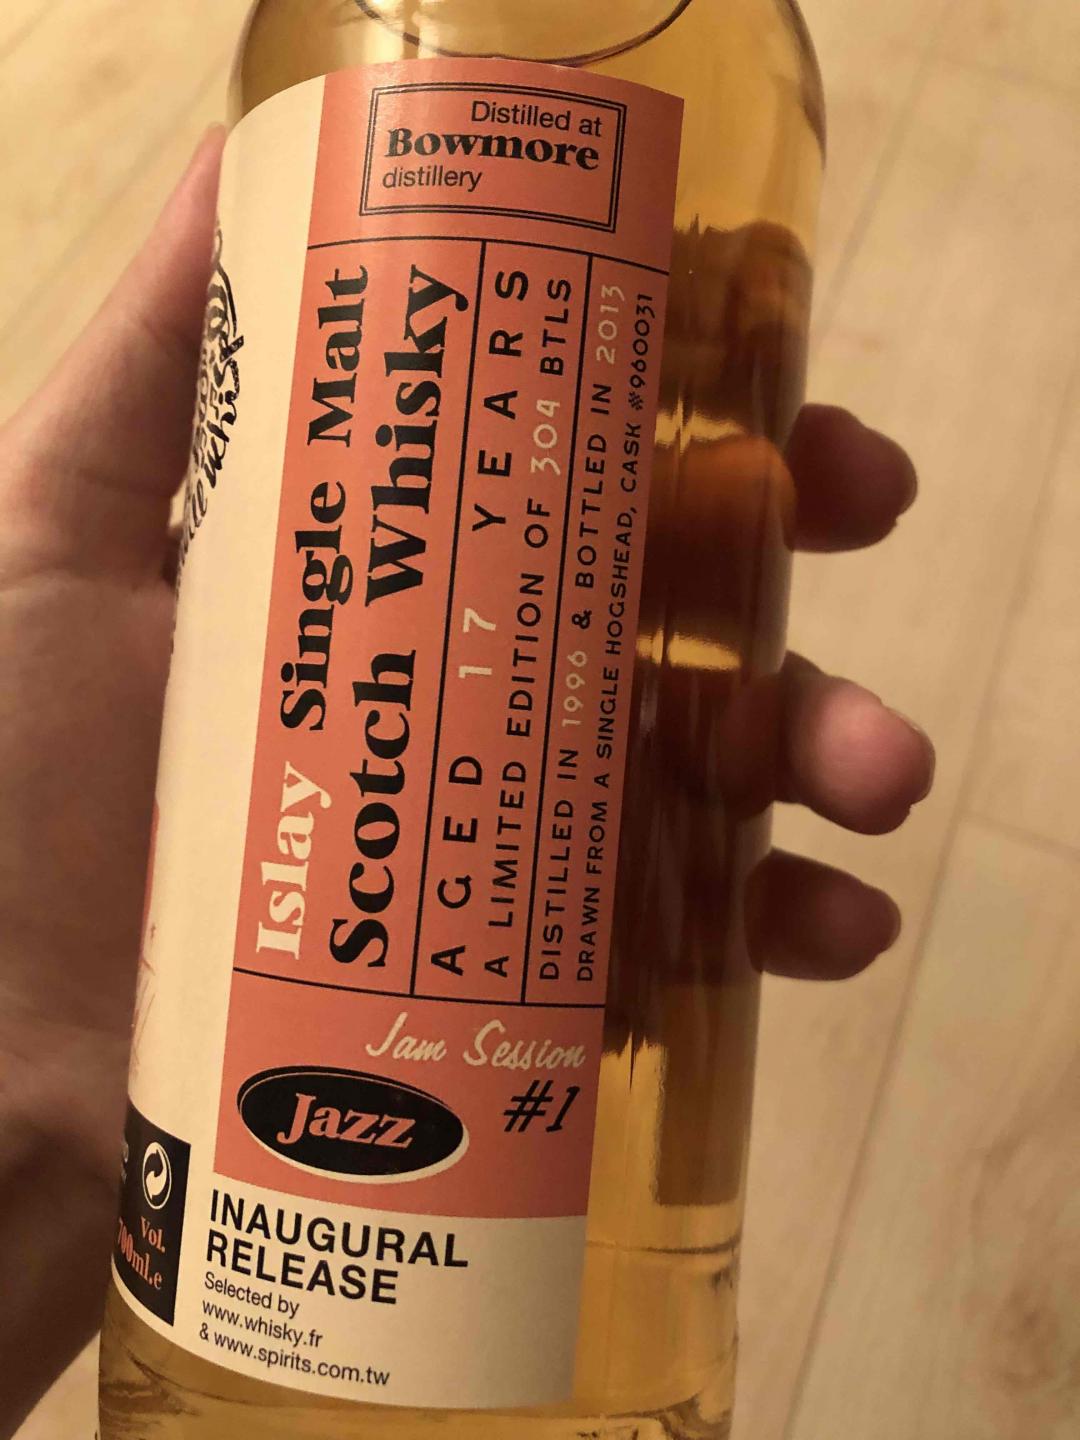 Distilled at
Bowmore
distillery
Islay Single Malt
Scotch Whisky
AGED 17 YEARS
A LIMITED EDITION OF 304 BTLS
DISTILLED IN 1996 & BOTTLED IN 2013
DRAWN FROM A SINGLE HOGSHEAD, CASK #960031
Jam Session
#1
Jazz
INAUGURAL
RELEASE
Selected by
www.whisky.fr
& www.spirits.com.tw
Vol.
700ml.e